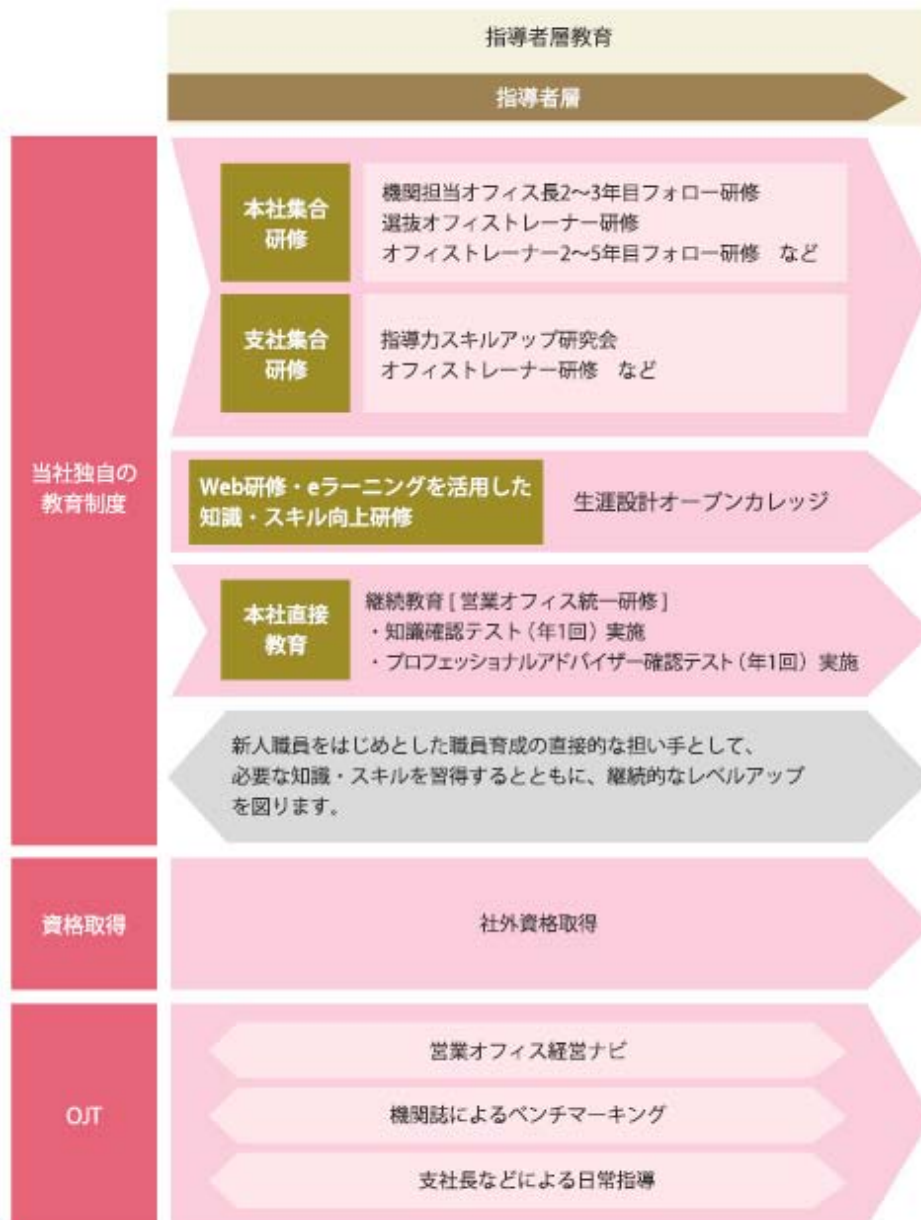 指導者層教育
指導者層
当社独自の
教育制度
本社集合
研修
機関担当オフィス長2〜3年目フォロー研修
選抜オフィストレーナー研修
オフィストレーナー2〜5年目フォロー研修　など
支社集合
研修
指導力スキルアップ研究会
オフィストレーナー研修　など
Web研修・eラーニングを活用した
知識・スキル向上研修
生涯設計オープンカレッジ
本社直接
教育
継続教育 [ 営業オフィス統一研修 ]
・知識確認テスト（年1回）実施
・プロフェッショナルアドバイザー確認テスト（年1回）実施
新人職員をはじめとした職員育成の直接的な担い手として、
必要な知識・スキルを習得するとともに、継続的なレベルアップ
を図ります。
資格取得
社外資格取得
OJT
営業オフィス経営ナビ
機関誌によるベンチマーキング
支社長などによる日常指導